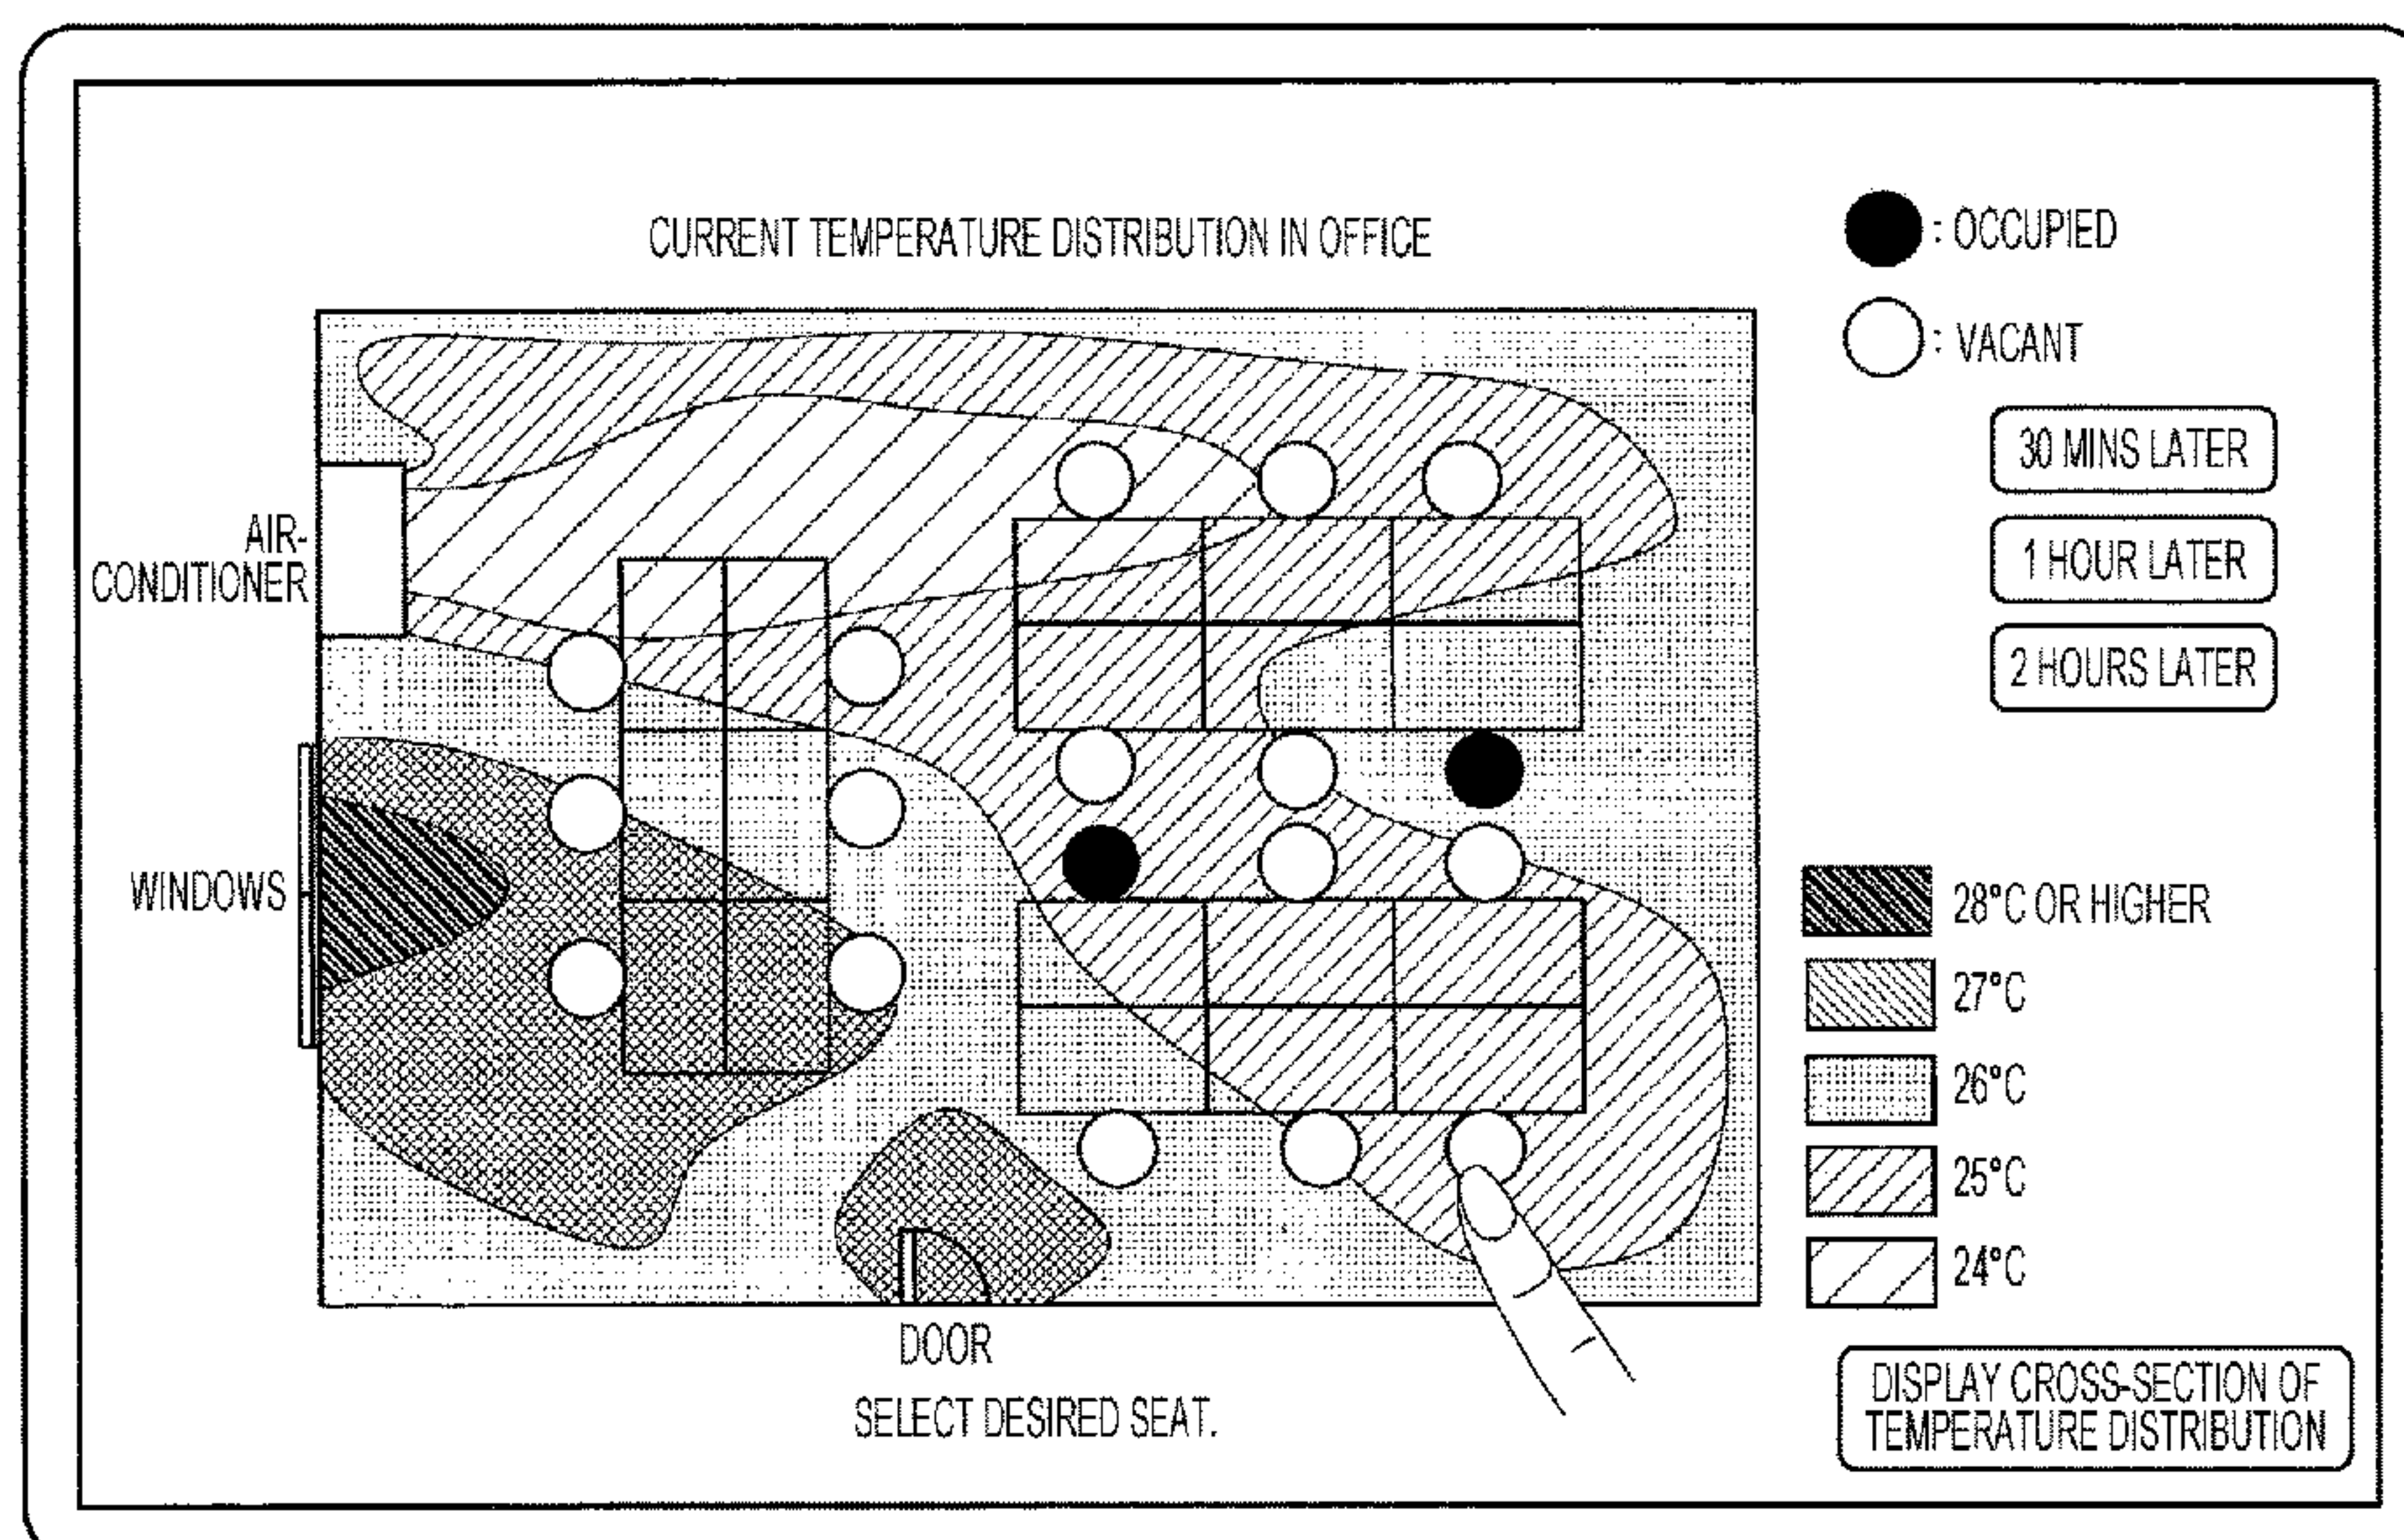 CURRENT TEMPERATURE DISTRIBUTION IN OFFICE
: OCCUPIED
: VACANT
30 MINS LATER
1 HOUR LATER
2 HOURS LATER
AIR-
CONDITIONER
WINDOWS
28°C OR HIGHER
27°C
26°C
25°C
24°C
DOOR
SELECT DESIRED SEAT.
DISPLAY CROSS-SECTION OF
TEMPERATURE DISTRIBUTION